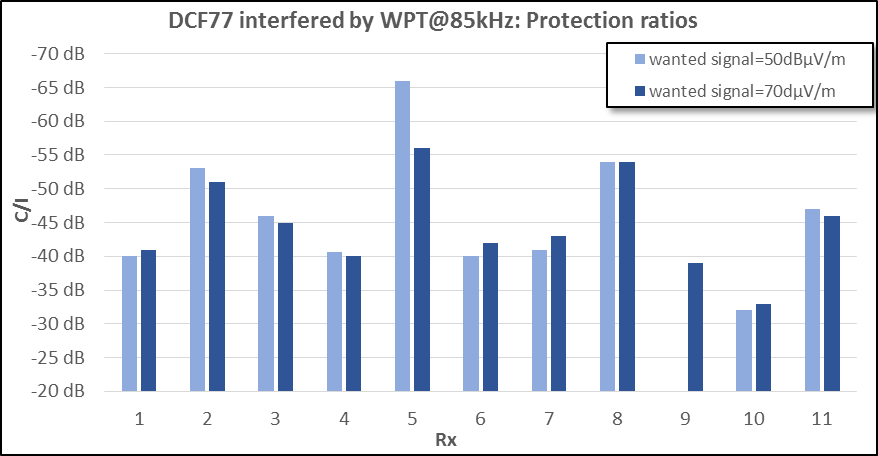 DCF77 interfered by WPT@85kHz: Protection ratios
wanted signal=50dBµV/m
wanted signal=70dµV/m
-70 dB
-65 dB
-60 dB
-55 dB
-50 dB
-45 dB
-40 dB
-35 dB
-30 dB
-25 dB
-20 dB
C/I
1 2 3 4 5 6 7 8 9 10 11
Rx